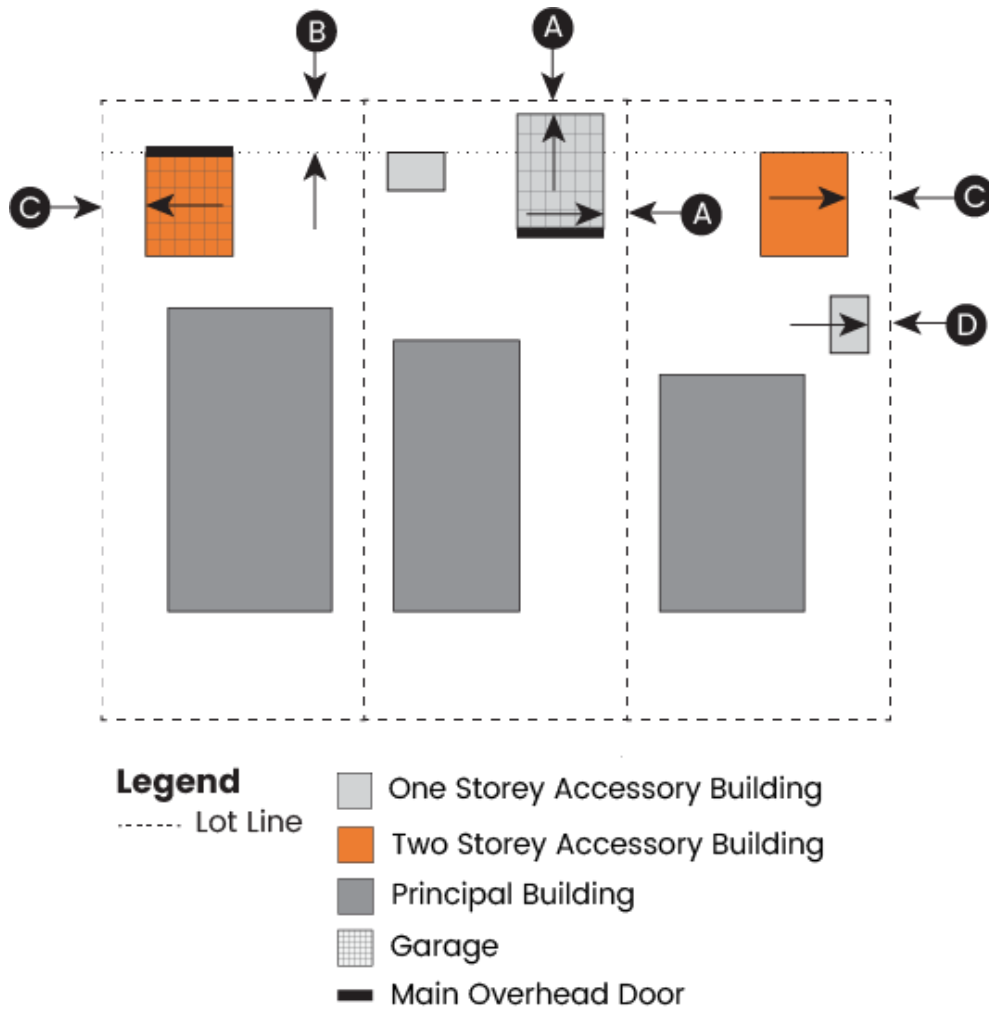 B
A
C
A
C
D
Legend
Lot Line
One Storey Accessory Building
Two Storey Accessory Building
Principal Building
Garage
Main Overhead Door